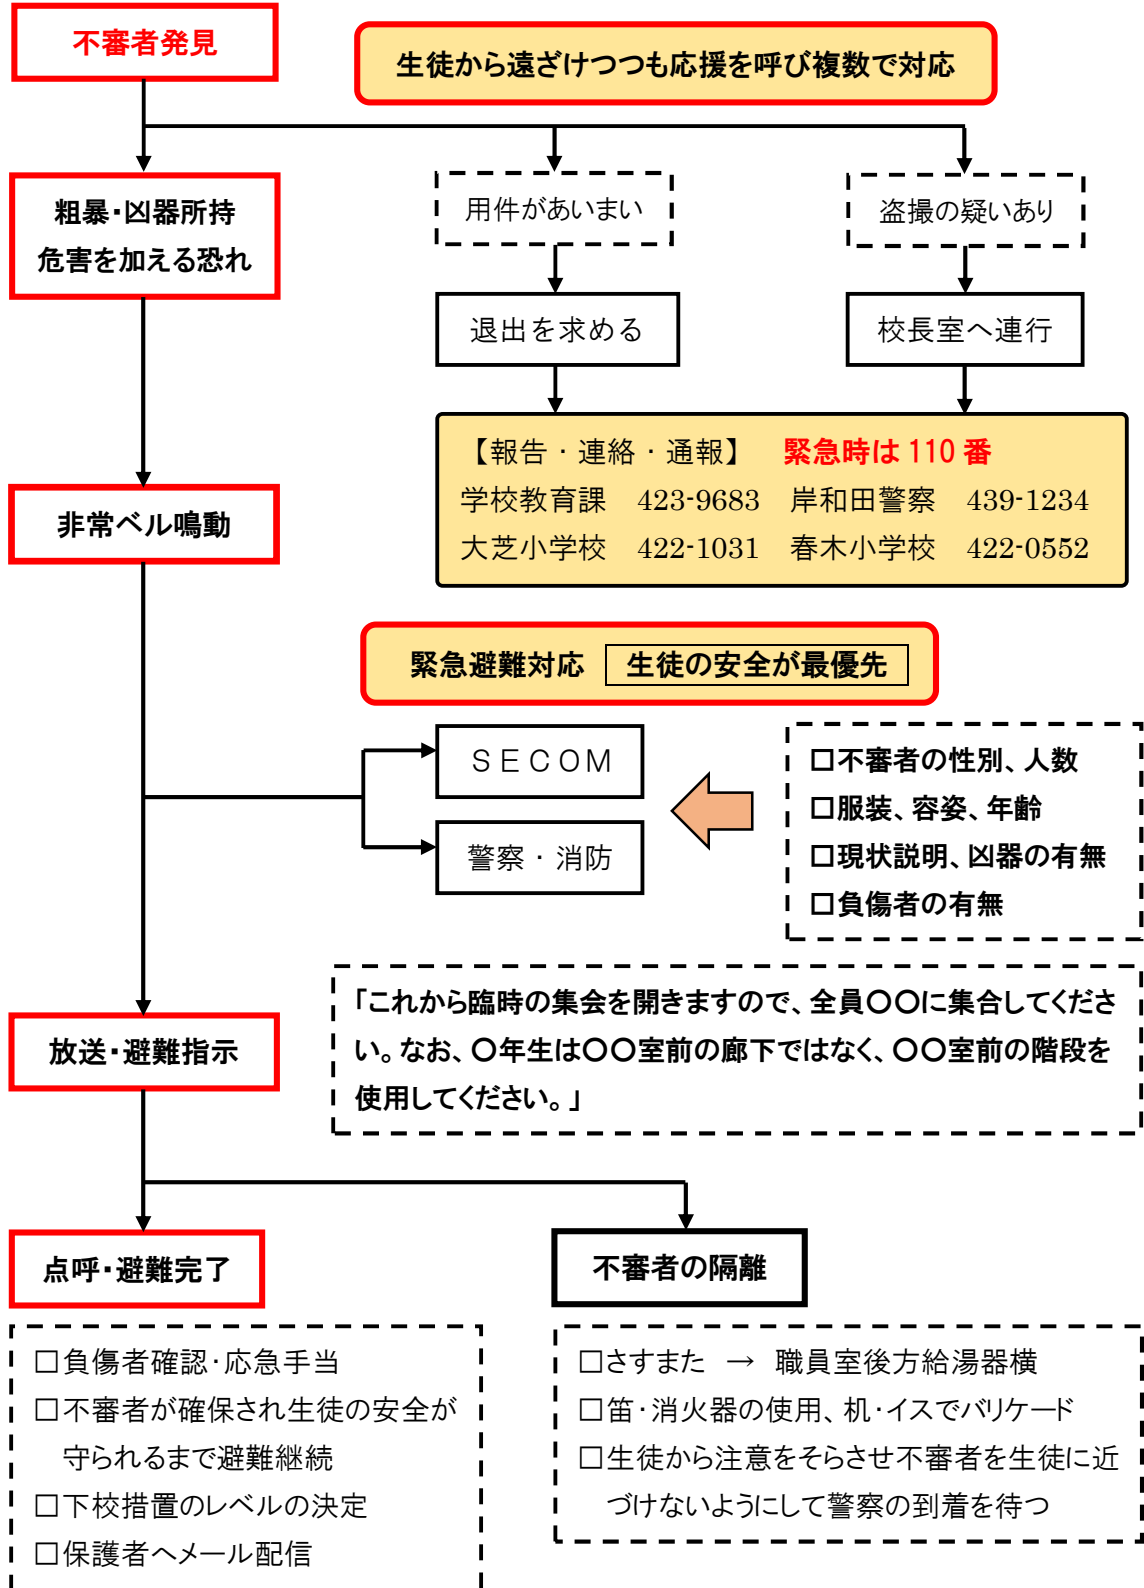 不審者発見
生徒から遠ざけつつも応援を呼び複数で対応
粗暴・凶器所持
危害を加える恐れ
用件があいまい
盗撮の疑いあり
退出を求める
校長室へ連行
【報告・連絡・通報】 緊急時は110番
学校教育課 423-9683 岸和田警察 439-1234
大芝小学校 422-1031 春木小学校 422-0552
非常ベル鳴動
緊急避難対応 生徒の安全が最優先
SECOM
警察・消防
□不審者の性別、人数
□服装、容姿、年齢
□現状説明、凶器の有無
□負傷者の有無
放送・避難指示
「これから臨時の集会を開きますので、全員〇〇に集合してくださ
い。なお、〇年生は〇〇室前の廊下ではなく、〇〇室前の階段を
使用してください。」
点呼・避難完了
不審者の隔離
□負傷者確認・応急手当
□不審者が確保され生徒の安全が
守られるまで避難継続
□下校措置のレベルの決定
□保護者へメール配信
□さすまた → 職員室後方給湯器横
□笛・消火器の使用、机・イスでバリケード
□生徒から注意をそらさせ不審者を生徒に近
づけないようにして警察の到着を待つ